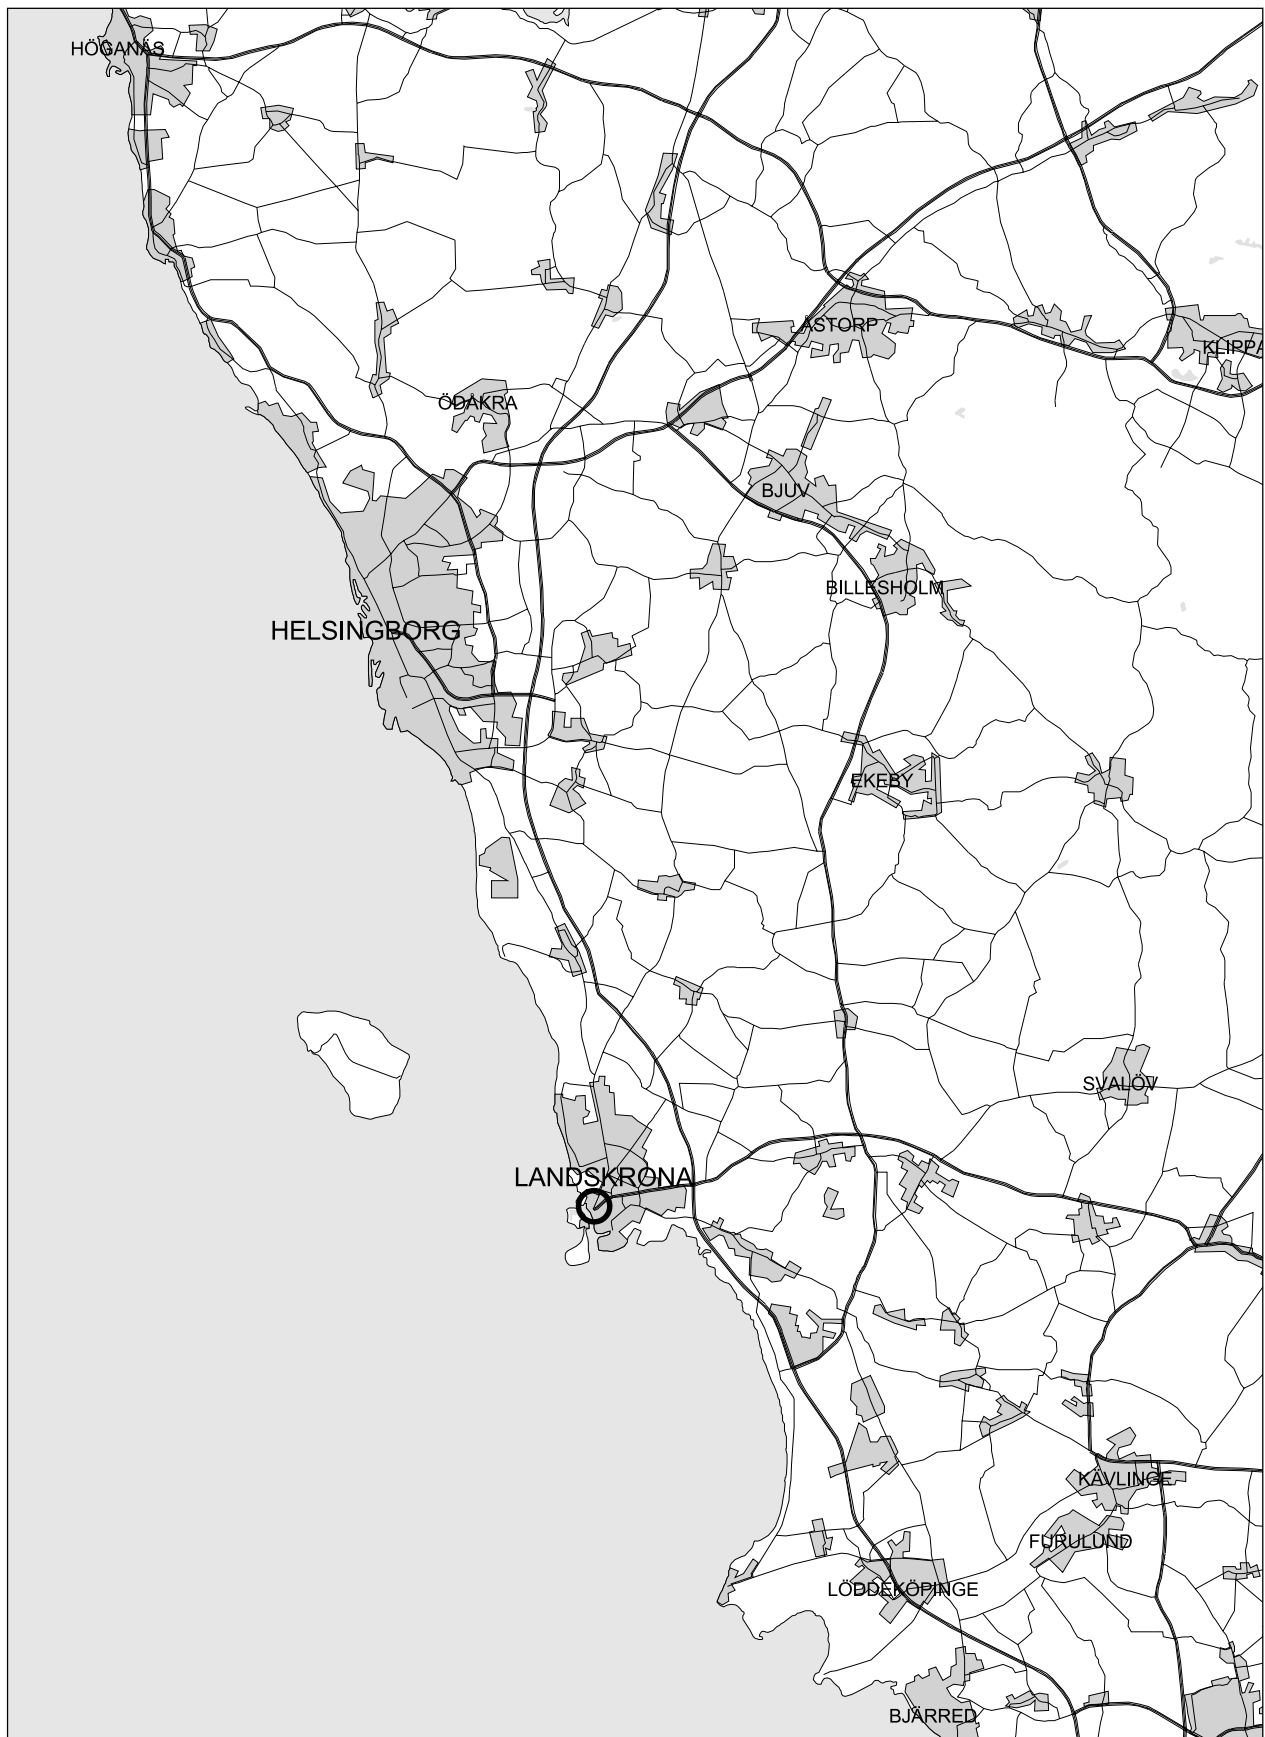 HÖGANÄS
ÅSTORP
KLIPPA
ÖDÅKRA
BJUV
BILLESHOLM
HELSINGBORG
EKEBY
SVALÖV
LANDSKRONA
KÄVLINGE
FURULUND
LÖDDEKÖPINGE
BJÄRRED